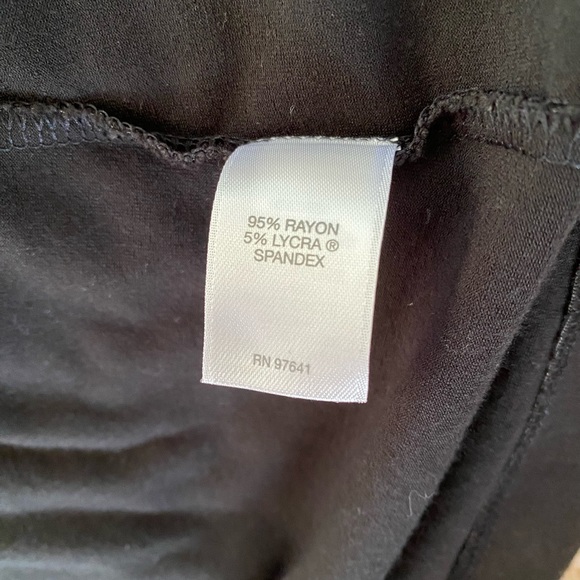 95% RAYON
5% LYCRA ®
SPANDEX
RN 97641